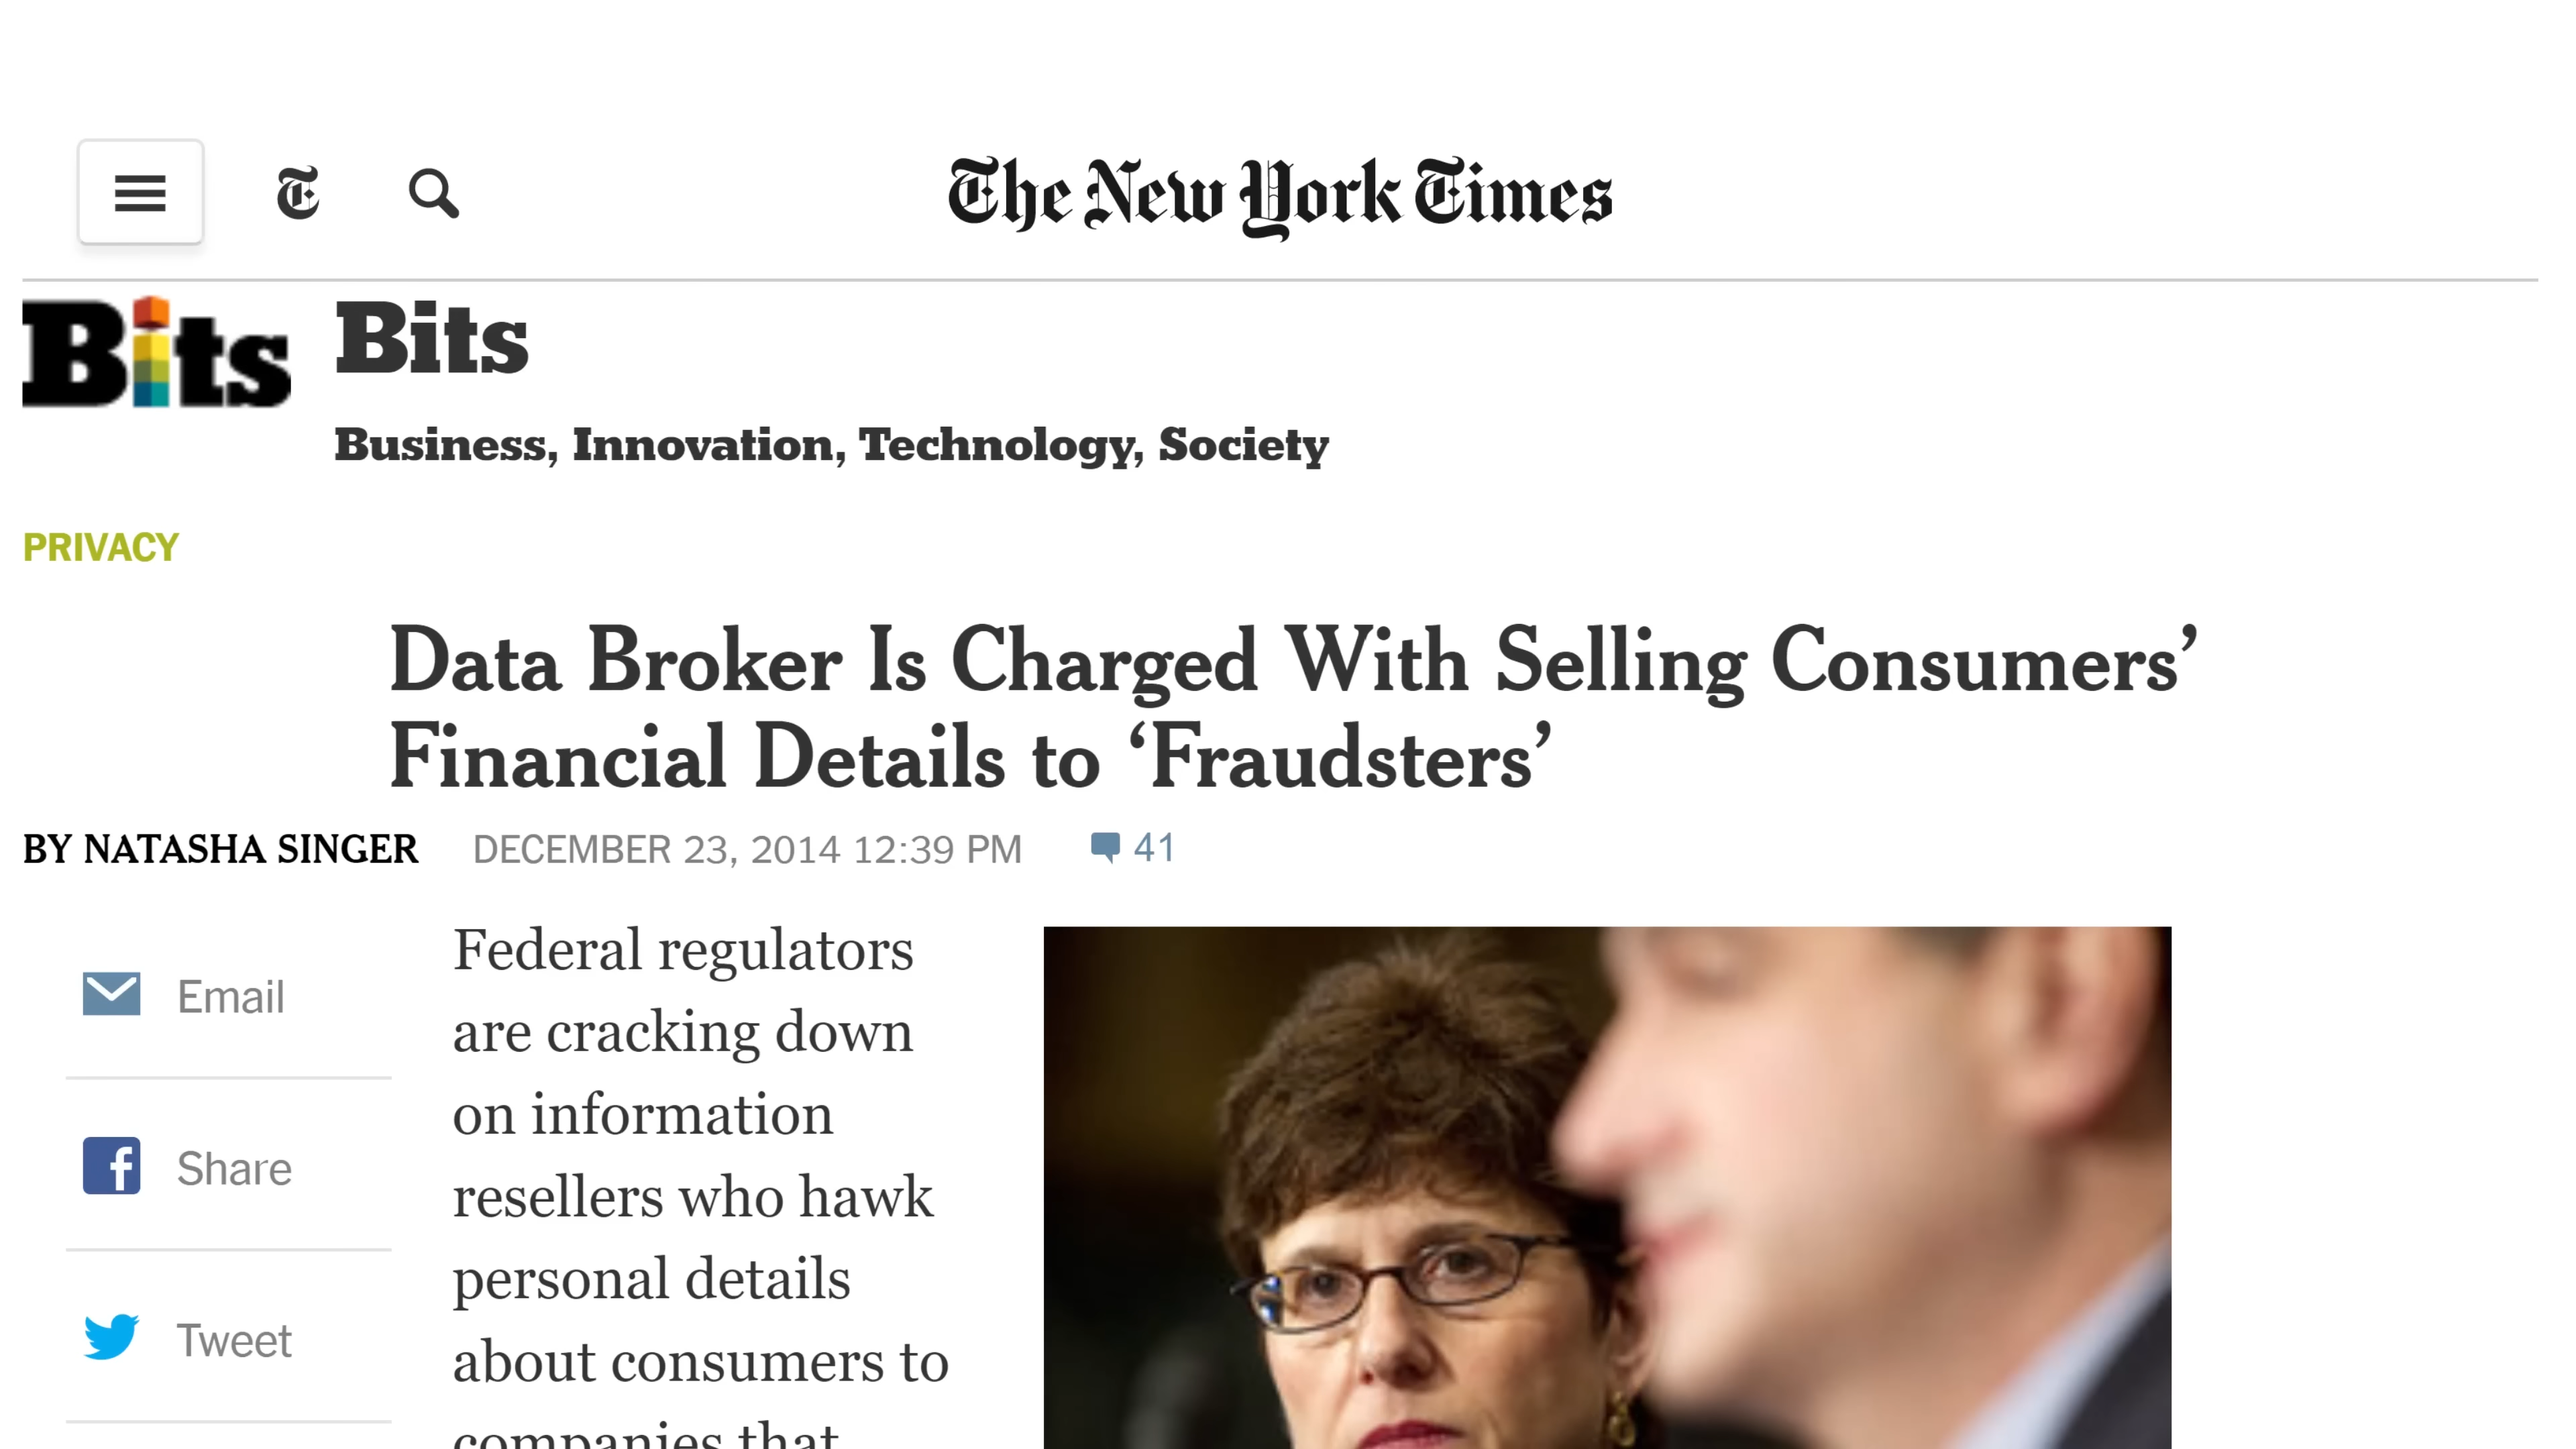 T
The New York Times
Bits
Bits
Business, Innovation, Technology, Society
PRIVACY
Data Broker Is Charged With Selling Consumers’
Financial Details to ‘Fraudsters’
BY NATASHA SINGER DECEMBER 23, 2014 12:39 PM 41
Email
Share
Tweet
Federal regulators
are cracking down
on information
resellers who hawk
personal details
about consumers to
companies that